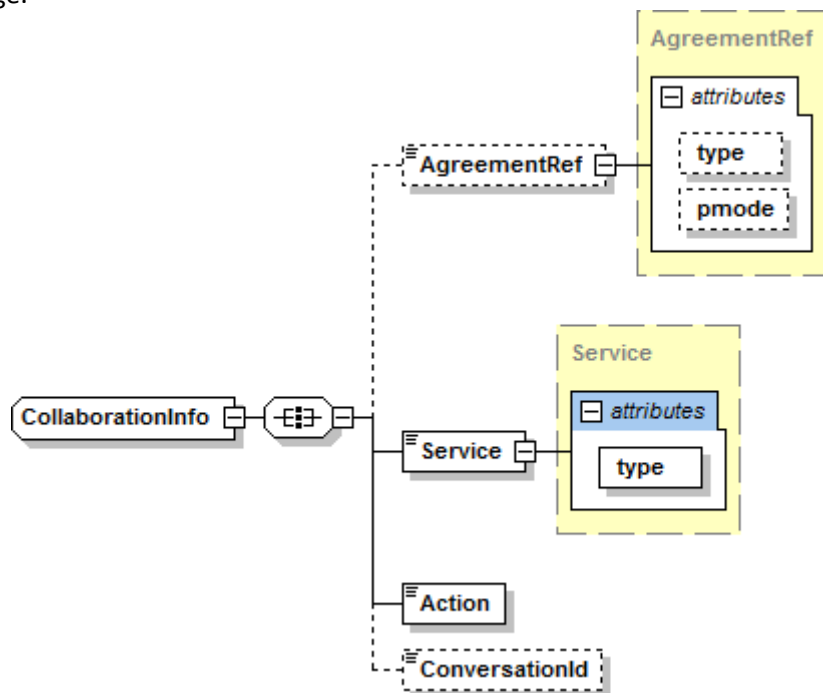 AgreementRef
attributes
AgreementRef
type
pmode
Service
CollaborationInfo
attributes
Service
type
Action
ConversationId